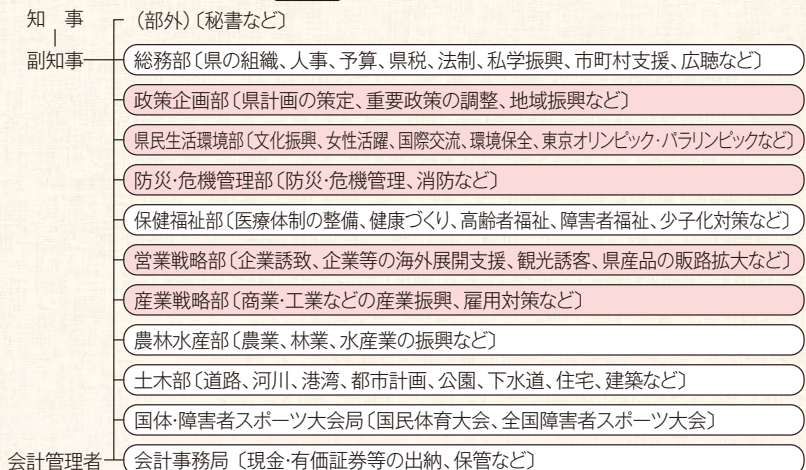 知　事
(部外)〔秘書など〕
副知事
総務部〔県の組織、人事、予算、県税、法制、私学振興、市町村支援、広聴など〕
政策企画部〔県計画の策定、重要政策の調整、地域振興など〕
県民生活環境部〔文化振興、女性活躍、国際交流、環境保全、東京オリンピック・パラリンピックなど〕
防災・危機管理部〔防災・危機管理、消防など〕
保健福祉部〔医療体制の整備、健康づくり、高齢者福祉、障害者福祉、少子化対策など〕
営業戦略部〔企業誘致、企業等の海外展開支援、観光誘客、県産品の販路拡大など〕
産業戦略部〔商業・工業などの産業振興、雇用対策など〕
農林水産部〔農業、林業、水産業の振興など〕
土木部〔道路、河川、港湾、都市計画、公園、下水道、住宅、建築など〕
国体・障害者スポーツ大会局〔国民体育大会、全国障害者スポーツ大会〕
会計管理者
会計事務局〔現金・有価証券等の出納、保管など〕